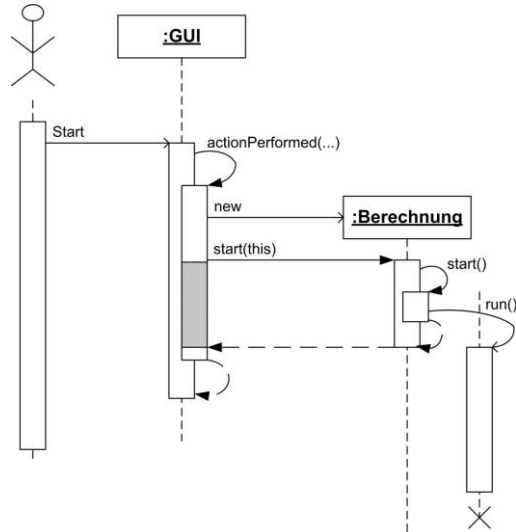 :GUI
Start
actionPerformed(...)
new
:Berechnung
start(this)
start()
run()